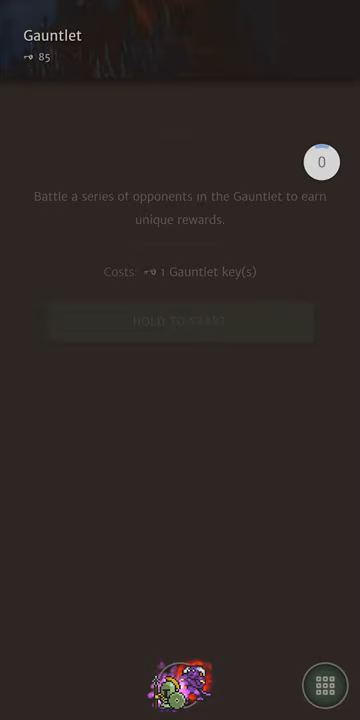 Gauntlet
85
0
Battle a series of opponents in the Gauntlet to earn
unique rewards.
Costs: 1 Gauntlet key(s)
HOLD TO START